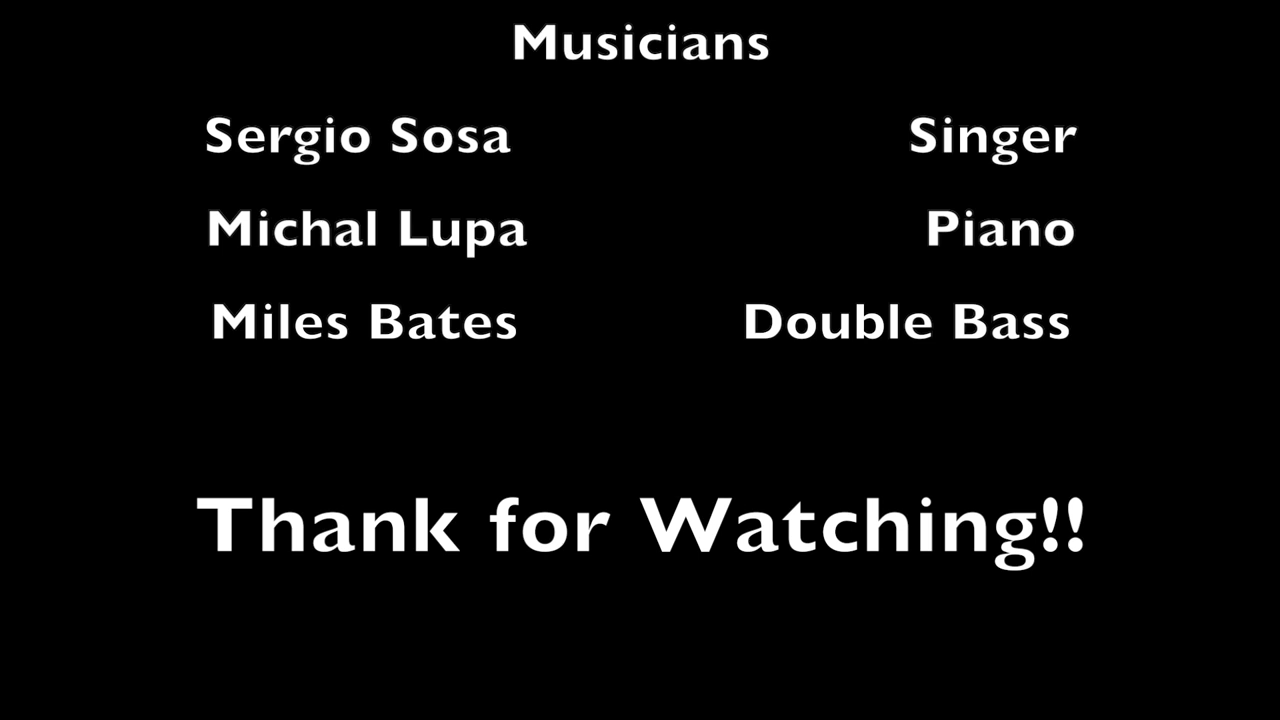 Musicians
Sergio Sosa Singer
Michal Lupa Piano
Miles Bates Double Bass
Thank for Watching!!